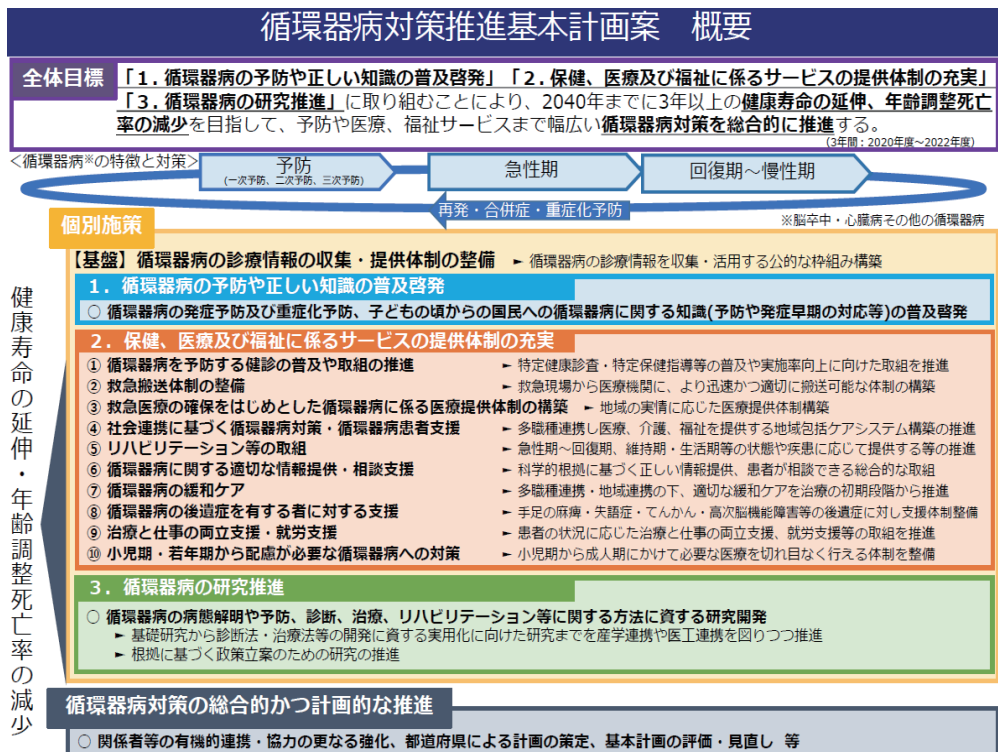 循環器病対策推進基本計画案　概要
全体目標
「１．循環器病の予防や正しい知識の普及啓発」「２．保健、医療及び福祉に係るサービスの提供体制の充実」
「３．循環器病の研究推進」に取り組むことにより、2040年までに3年以上の健康寿命の延伸、年齢調整死亡
率の減少を目指して、予防や医療、福祉サービスまで幅広い循環器病対策を総合的に推進する。
(3年間：2020年度～2022年度)
＜循環器病※の特徴と対策＞
予防
(一次予防、二次予防、三次予防)
急性期
回復期～慢性期
再発・合併症・重症化予防
※脳卒中・心臓病その他の循環器病
個別施策
【基盤】循環器病の診療情報の収集・提供体制の整備　► 循環器病の診療情報を収集・活用する公的な枠組み構築
１．循環器病の予防や正しい知識の普及啓発
○ 循環器病の発症予防及び重症化予防、子どもの頃からの国民への循環器病に関する知識(予防や発症早期の対応等)の普及啓発
２．保健、医療及び福祉に係るサービスの提供体制の充実
① 循環器病を予防する健診の普及や取組の推進　► 特定健康診査・特定保健指導等の普及や実施率向上に向けた取組を推進
② 救急搬送体制の整備　► 救急現場から医療機関に、より迅速かつ適切に搬送可能な体制の構築
③ 救急医療の確保をはじめとした循環器病に係る医療提供体制の構築　► 地域の実情に応じた医療提供体制構築
④ 社会連携に基づく循環器病対策・循環器病患者支援　► 多職種連携し医療、介護、福祉を提供する地域包括ケアシステム構築の推進
⑤ リハビリテーション等の取組　► 急性期～回復期、維持期・生活期等の状態や疾患に応じて提供する等の推進
⑥ 循環器病に関する適切な情報提供・相談支援　► 科学的根拠に基づく正しい情報提供、患者が相談できる総合的な取組
⑦ 循環器病の緩和ケア　► 多職種連携・地域連携の下、適切な緩和ケアを治療の初期段階から推進
⑧ 循環器病の後遺症を有する者に対する支援　► 手足の麻痺・失語症・てんかん・高次脳機能障害等の後遺症に対し支援体制整備
⑨ 治療と仕事の両立支援・就労支援　► 患者の状況に応じた治療と仕事の両立支援、就労支援等の取組を推進
⑩ 小児期・若年期から配慮が必要な循環器病への対策　► 小児期から成人期にかけて必要な医療を切れ目なく行える体制を整備
３．循環器病の研究推進
○ 循環器病の病態解明や予防、診断、治療、リハビリテーション等に関する方法に資する研究開発
► 基礎研究から診断法・治療法等の開発に資する実用化に向けた研究までを産学連携や医工連携を図りつつ推進
► 根拠に基づく政策立案のための研究の推進
健康寿命の延伸・年齢調整死亡率の減少
循環器病対策の総合的かつ計画的な推進
○ 関係者等の有機的連携・協力の更なる強化、都道府県による計画の策定、基本計画の評価・見直し 等